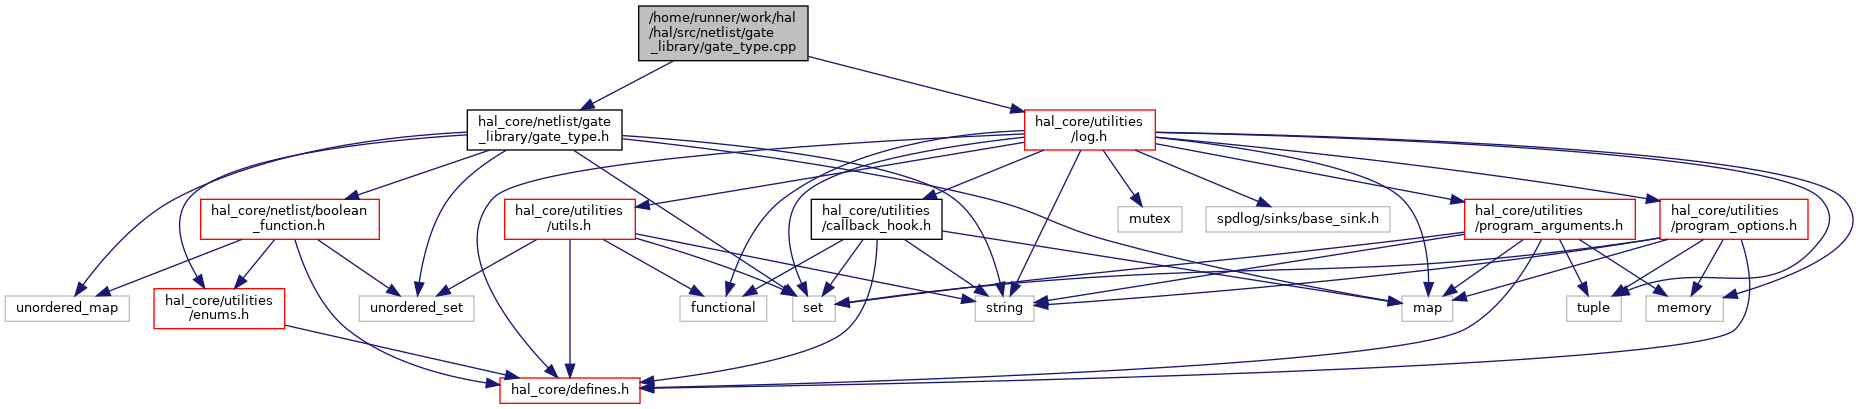 /home/runner/work/hal
/hal/src/netlist/gate
_library/gate_type.cpp
hal_core/netlist/gate
_library/gate_type.h
hal_core/utilities
/log.h
hal_core/netlist/boolean
_function.h
hal_core/utilities
/utils.h
hal_core/utilities
/callback_hook.h
mutex
spdlog/sinks/base_sink.h
hal_core/utilities
/program_arguments.h
hal_core/utilities
/program_options.h
unordered_map
hal_core/utilities
/enums.h
unordered_set
functional
set
string
map
tuple
memory
hal_core/defines.h